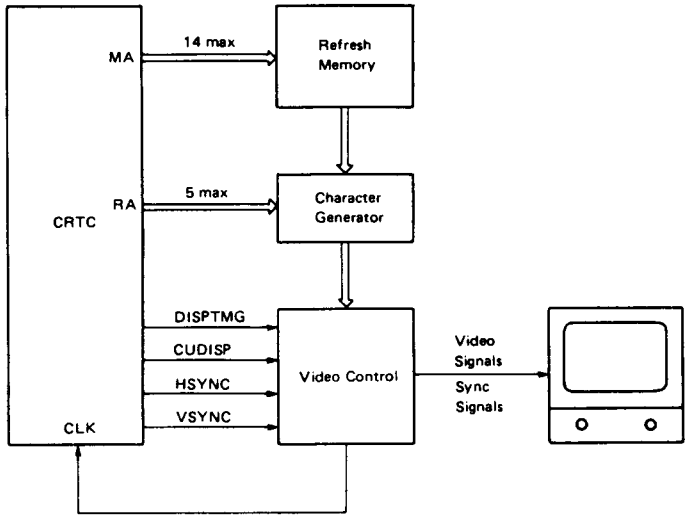 MA
14 max
Refresh
Memory
RA
5 max
Character
Generator
CRTC
DISPTMG
CUDISP
HSYNC
VSYNC
CLK
Video Control
Video
Signals
Sync
Signals